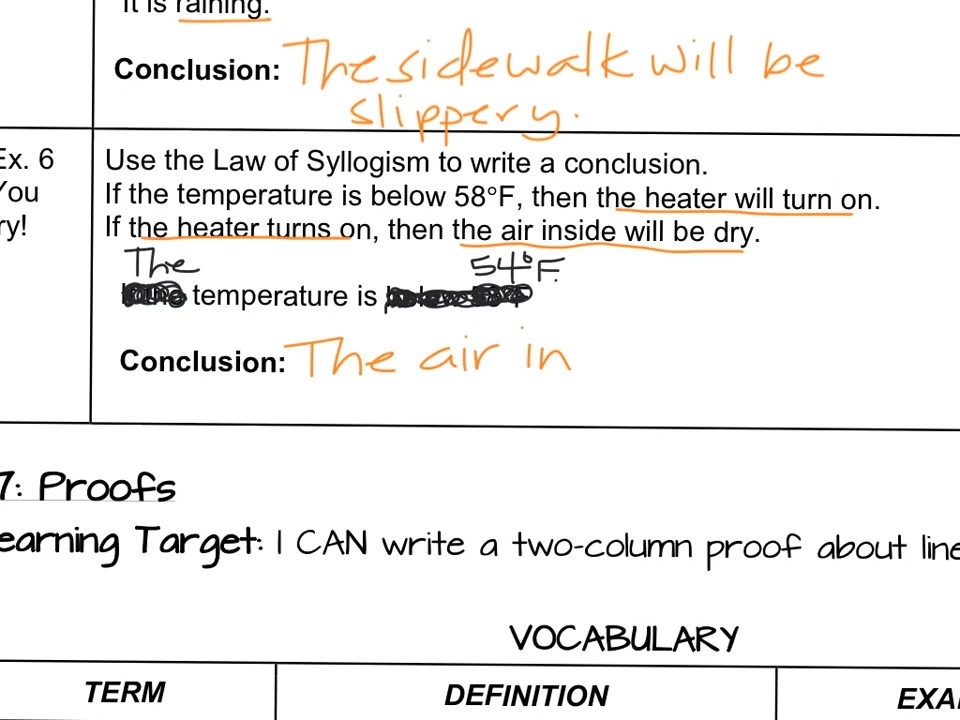 It is raining.
Conclusion: The sidewalk will be
slippery.
Ex. 6 Use the Law of Syllogism to write a conclusion.
You If the temperature is below 58°F, then the heater will turn on.
ry! If the heater turns on, then the air inside will be dry.
The 54°F.
temperature is
Conclusion: The air in
7: Proofs
earning Target: I CAN write a two-column proof about line
VOCABULARY
TERM DEFINITION EXA